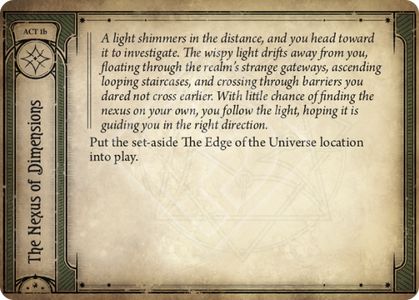 ACT 1b
The Nexus of Dimensions
A light shimmers in the distance, and you head toward
it to investigate. The wispy light drifts away from you,
floating through the realm's strange gateways, ascending
looping staircases, and crossing through barriers you
dared not cross earlier. With little chance of finding the
nexus on your own, you follow the light, hoping it is
guiding you in the right direction.
Put the set-aside The Edge of the Universe location
into play.